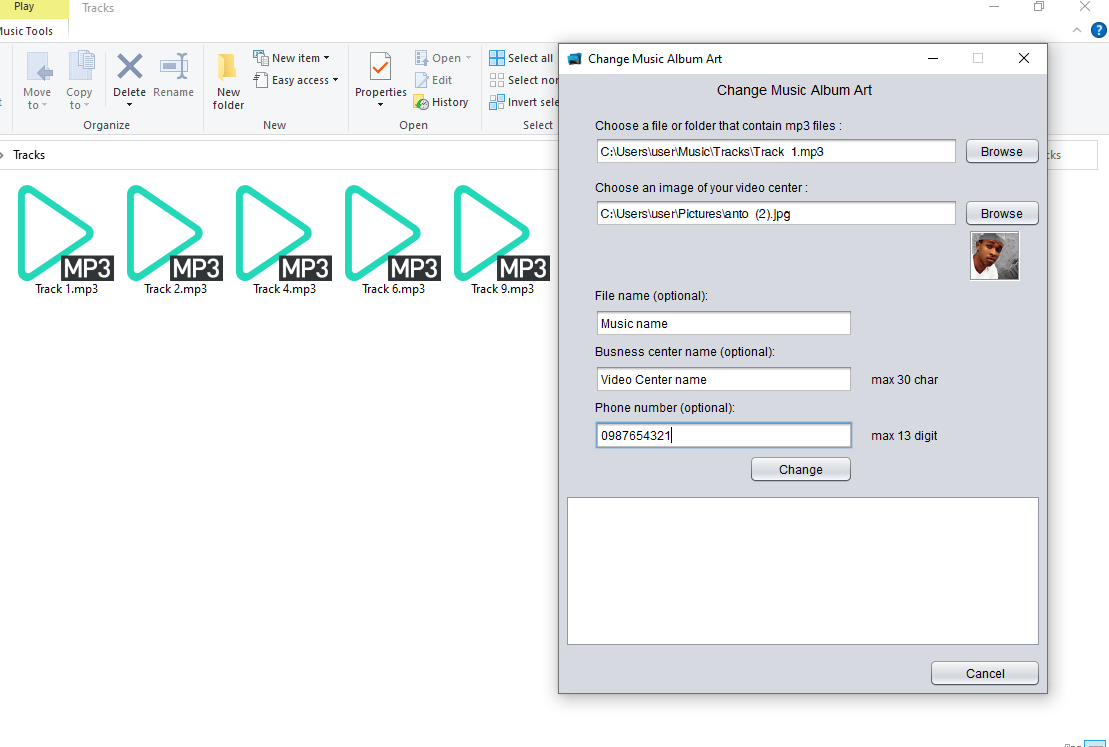 Play
Tracks
Music Tools
Move to
Copy to
Delete
Rename
Organize
New folder
New item
Easy access
New
Properties
Open
Edit
History
Open
Select all
Select non
Invert sele
Select
?
> Tracks
cks
MP3
Track 1.mp3
MP3
Track 2.mp3
MP3
Track 4.mp3
MP3
Track 6.mp3
MP3
Track 9.mp3
Change Music Album Art
Change Music Album Art
Choose a file or folder that contain mp3 files :
C:\Users\user\Music\Tracks\Track 1.mp3
Browse
Choose an image of your video center :
C:\Users\user\Pictures\anto (2).jpg
Browse
File name (optional):
Music name
Busness center name (optional):
Video Center name
max 30 char
Phone number (optional):
0987654321
max 13 digit
Change
Cancel